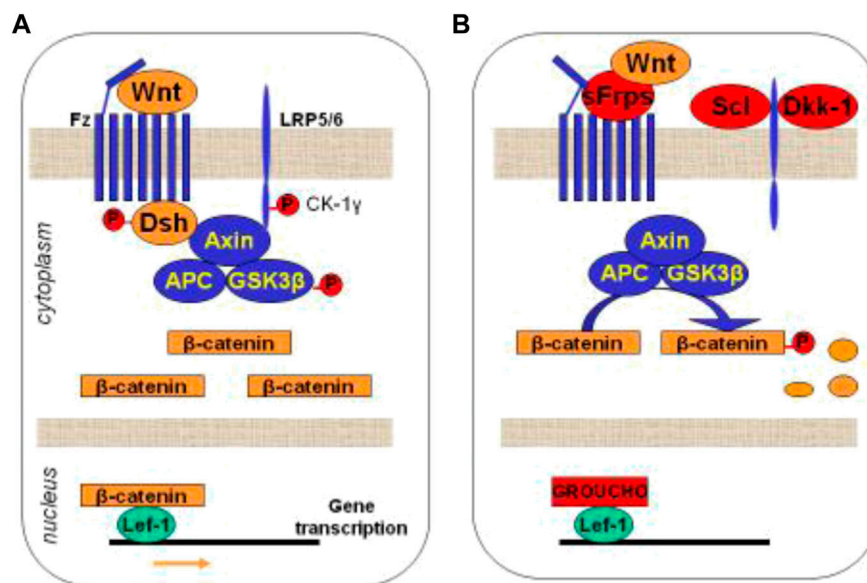 A
Wnt
Fz
LRP5/6
P
CK-1γ
P
Dsh
Axin
APC
GSK3β
P
cytoplasm
β-catenin
β-catenin
β-catenin
nucleus
β-catenin
Lef-1
Gene
transcription
B
Wnt
sFrps
Scl
Dkk-1
Axin
APC
GSK3β
β-catenin
β-catenin
P
GROUCHO
Lef-1